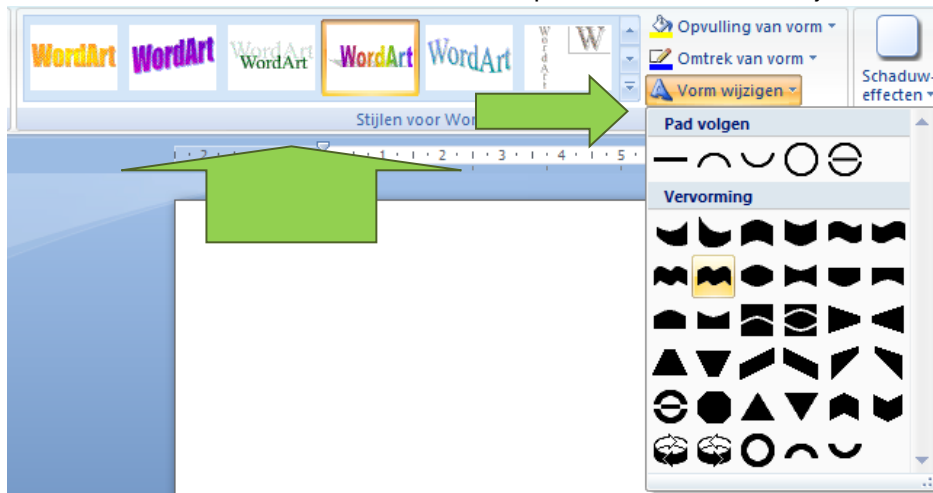 WordArt WordArt WordArt WordArt WordArt WordArt W
Opvulling van vorm
Omtrek van vorm
Vorm wijzigen
Schaduw-
effecten
Stijlen voor Wor
Pad volgen
2 1 2 3 4 5
Vervorming